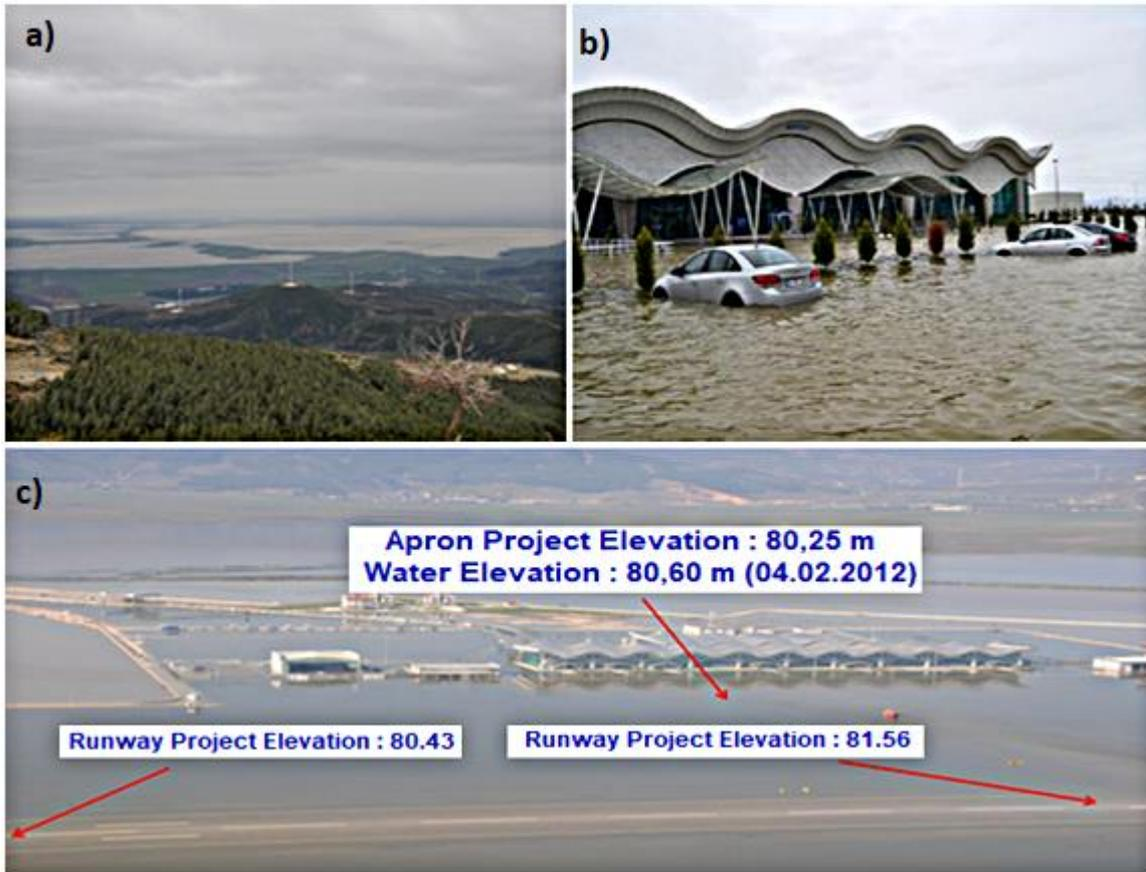 a)
b)
c)
Apron Project Elevation : 80,25 m
Water Elevation : 80,60 m (04.02.2012)
Runway Project Elevation : 80.43
Runway Project Elevation : 81.56